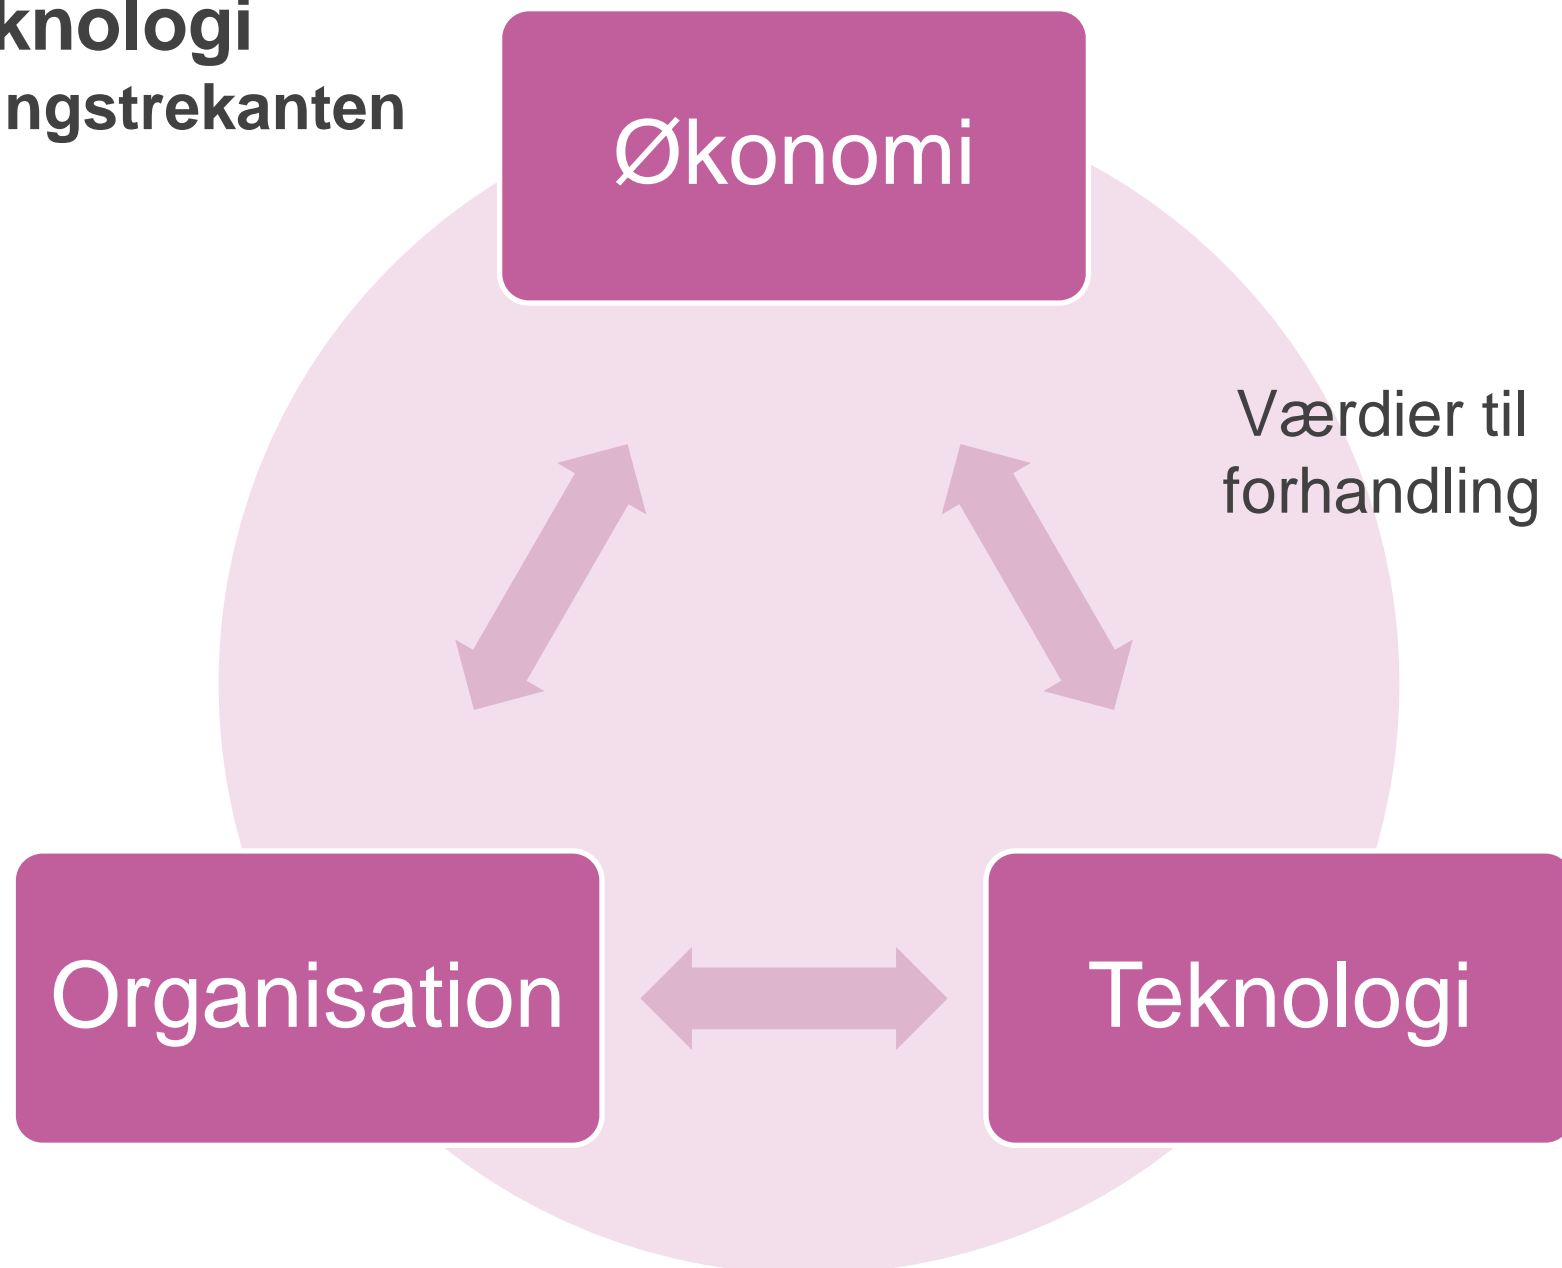 knologi
ngstrekanten
Økonomi
Værdier til
forhandling
Organisation
Teknologi